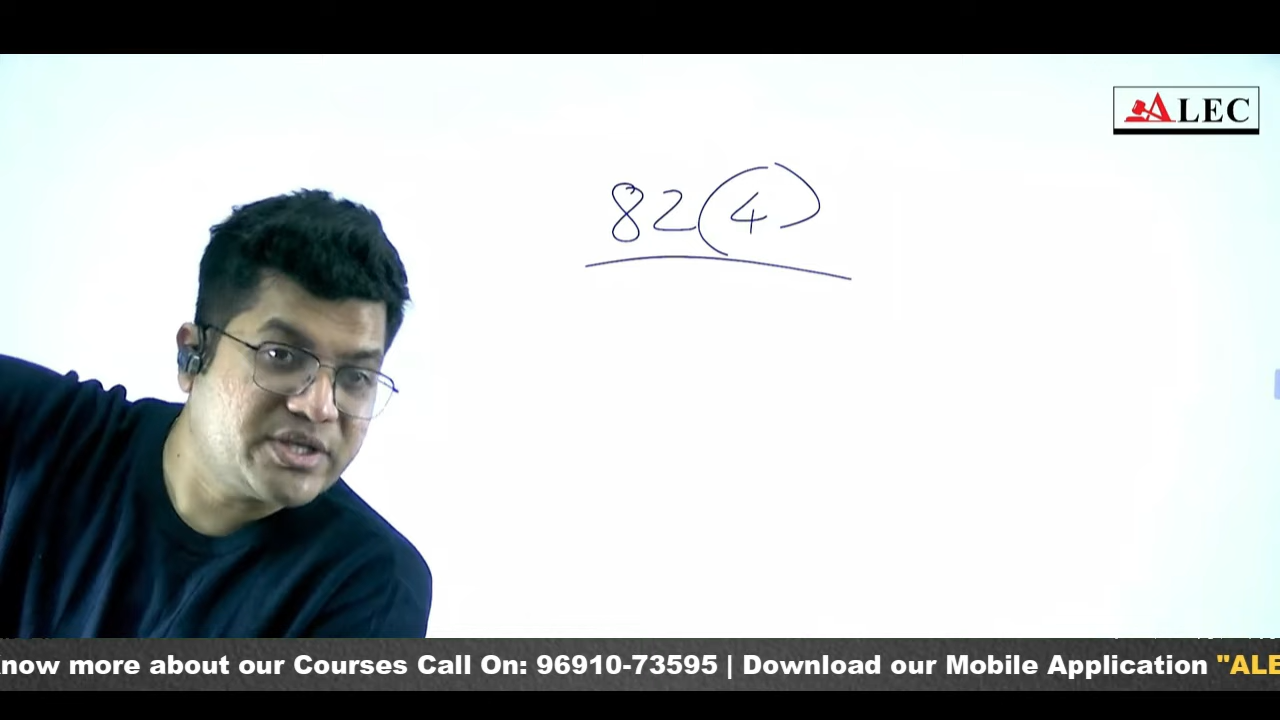 ALEC
82(4)
now more about our Courses Call On: 96910-73595 | Download our Mobile Application "ALE